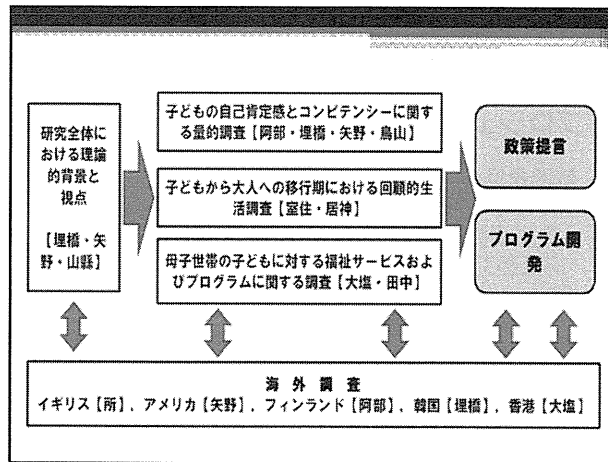 研究全体に
おける理論
的背景と
視点
【埋橋・矢
野・山縣】
子どもの自己肯定感とコンピテンシーに関す
る量的調査【阿部・埋橋・矢野・鳥山】
子どもから大人への移行期における回顧的生
活調査【室住・居神】
母子世帯の子どもに対する福祉サービスおよ
びプログラムに関する調査【大塩・田中】
政策提言
プログラム開
発
海 外 調 査
イギリス【所】，アメリカ【矢野】，フィンランド【阿部】，韓国【埋橋】，香港【大塩】